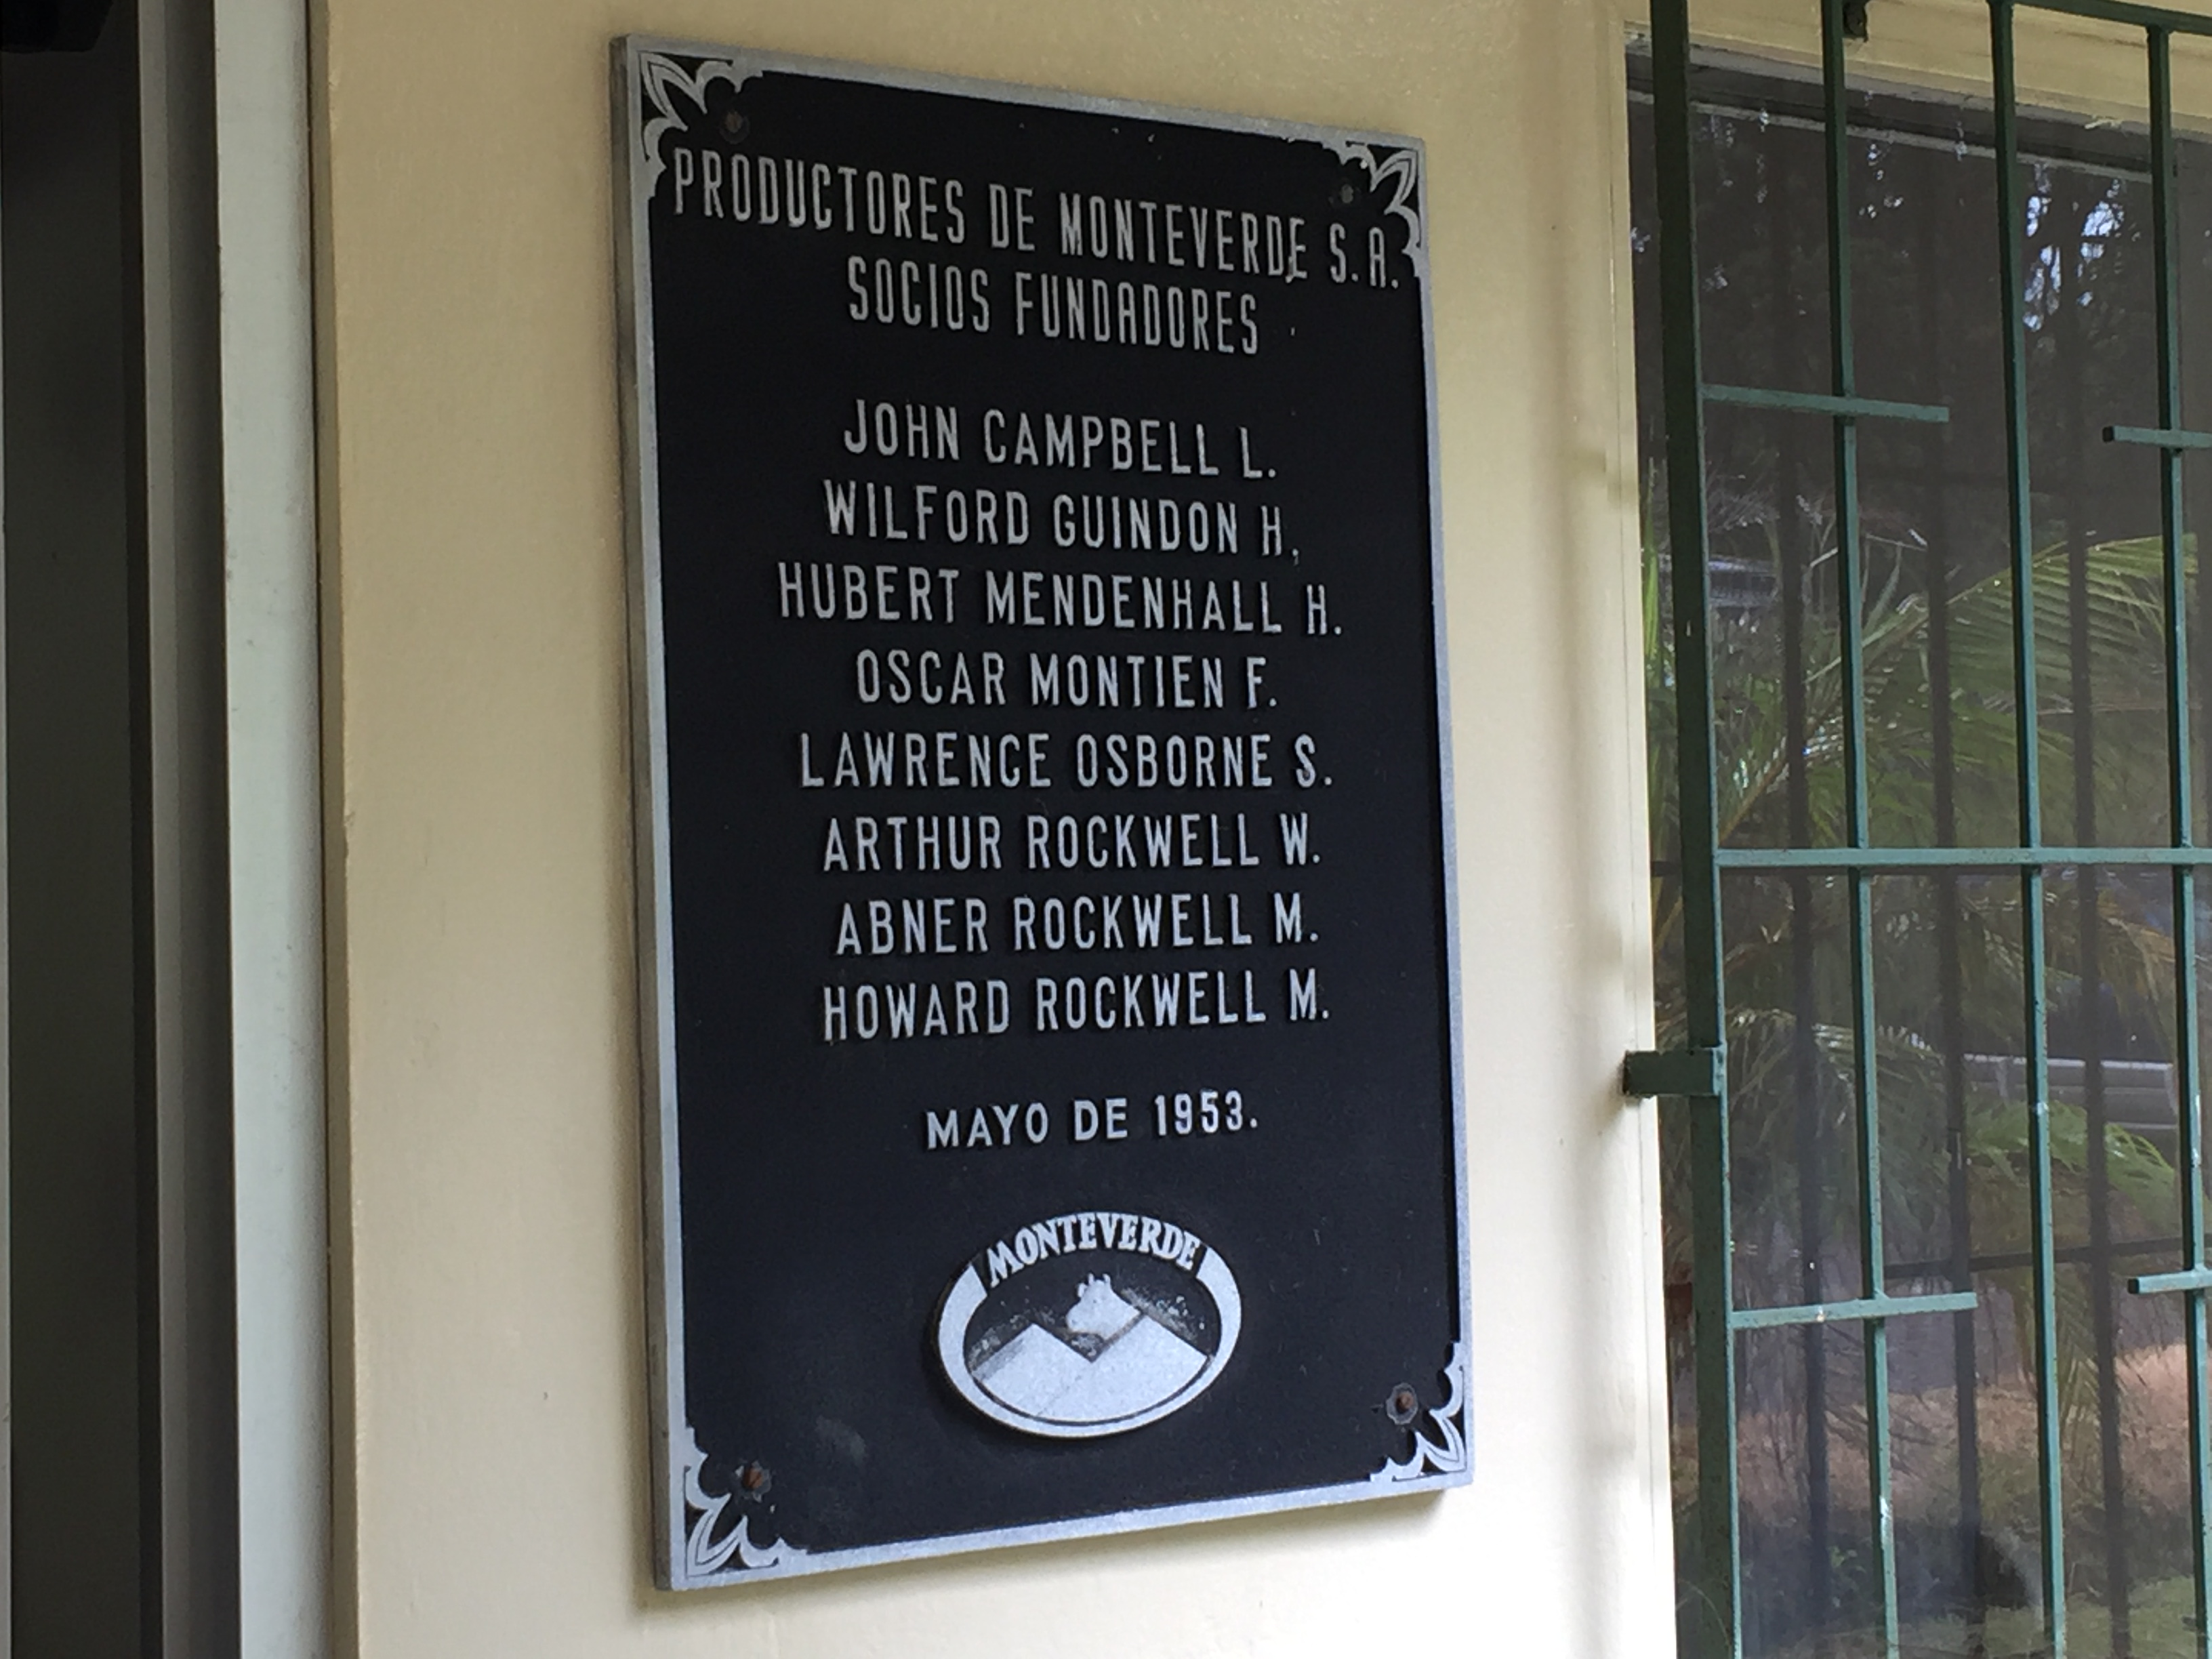 PRODUCTORES DE MONTEVERDE S.A.
SOCIOS FUNDADORES
JOHN CAMPBELL L.
WILFORD GUINDON H,
HUBERT MENDENHALL H.
OSCAR MONTIEN F.
LAWRENCE OSBORNE S.
ARTHUR ROCKWELL W.
ABNER ROCKWELL M.
HOWARD ROCKWELL M.
MAYO DE 1953.
MONTEVERDE